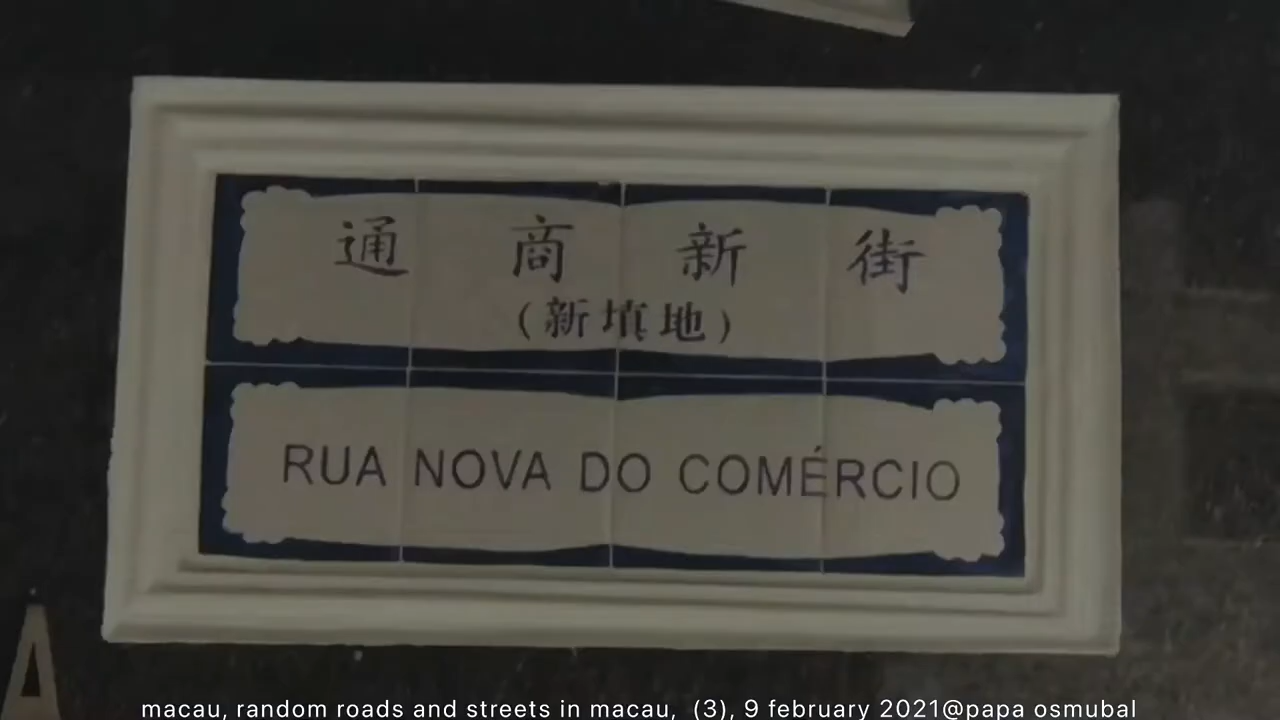 通商新街
(新填地)
RUA NOVA DO COMÉRCIO
A
macau, random roads and streets in macau, (3), 9 february 2021@papa osmubal